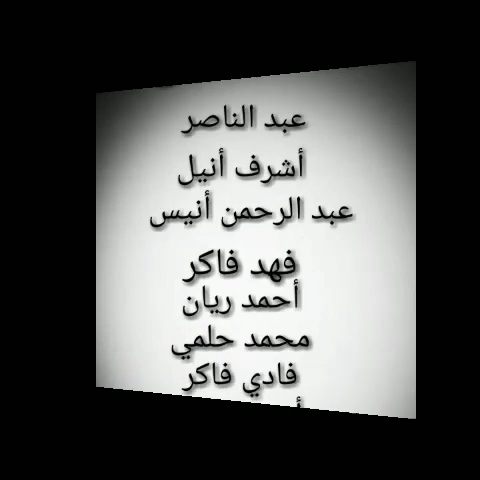 عبد الناصر
أشرف أنيل
عبد الرحمن أنيس
فهد فاكر
أحمد ريان
محمد حلمي
فادي فاكر